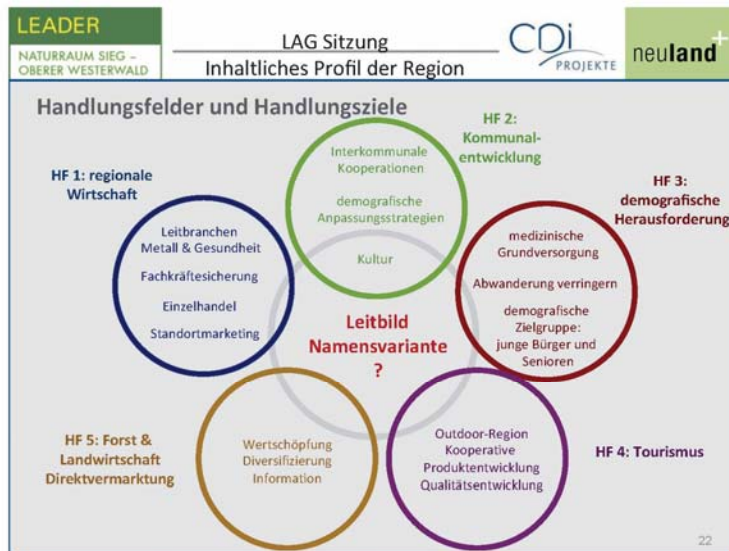 LEADER
NATURRAUM SIEG –
OBERER WESTERWALD
LAG Sitzung
Inhaltliches Profil der Region
CDi
PROJEKTE
neuland+
Handlungsfelder und Handlungsziele
HF 1: regionale
Wirtschaft
Leitbranchen
Metall & Gesundheit
Fachkräftesicherung
Einzelhandel
Standortmarketing
HF 2:
Kommunal-
entwicklung
Interkommunale
Kooperationen
demografische
Anpassungsstrategien
Kultur
HF 3:
demografische
Herausforderung
medizinische
Grundversorgung
Abwanderung verringern
demografische
Zielgruppe:
junge Bürger und
Senioren
Leitbild
Namensvariante
?
HF 5: Forst &
Landwirtschaft
Direktvermarktung
Wertschöpfung
Diversifizierung
Information
Outdoor-Region
Kooperative
Produktentwicklung
Qualitätsentwicklung
HF 4: Tourismus
22